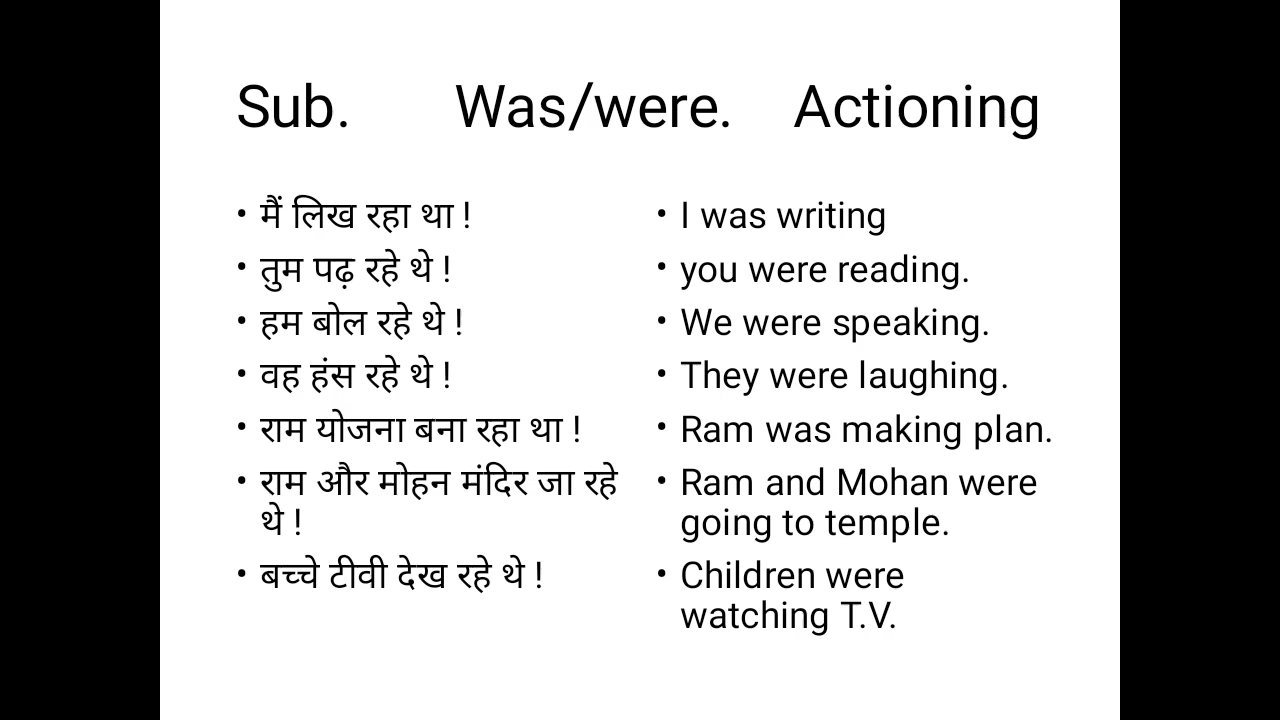 Sub. Was/were. Actioning
• मैं लिख रहा था !
• तुम पढ़ रहे थे !
• हम बोल रहे थे !
• वह हंस रहे थे !
• राम योजना बना रहा था !
• राम और मोहन मंदिर जा रहे
थे !
• बच्चे टीवी देख रहे थे !
• I was writing
• you were reading.
• We were speaking.
• They were laughing.
• Ram was making plan.
• Ram and Mohan were
going to temple.
• Children were
watching T.V.